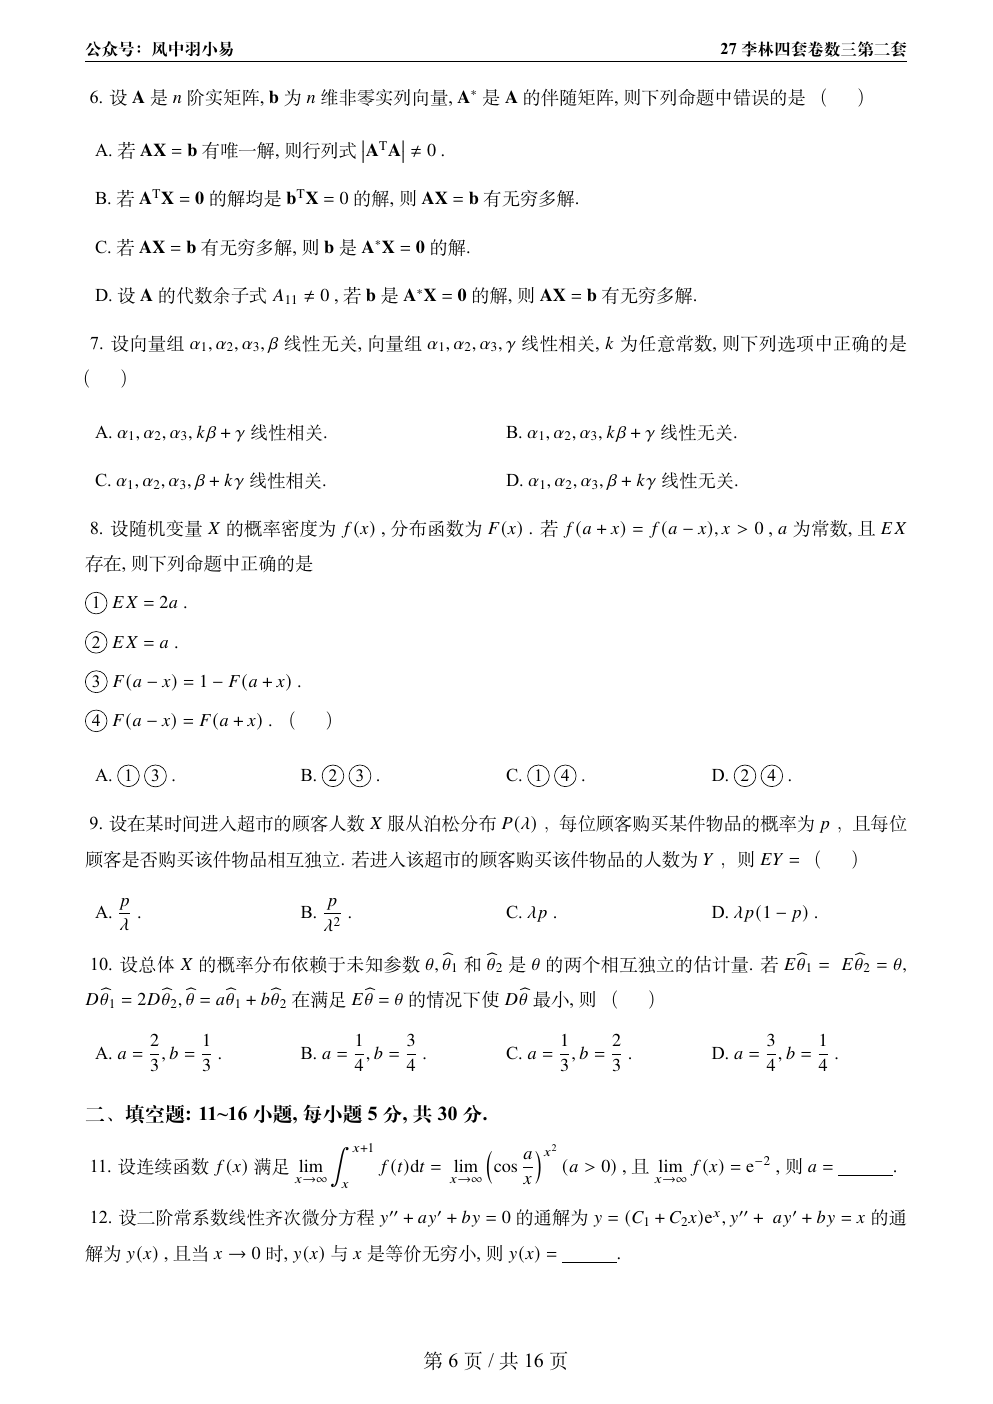 公众号：风中羽小易 27 李林四套卷数三第二套
6. 设 A 是 n 阶实矩阵, b 为 n 维非零实列向量, A* 是 A 的伴随矩阵, 则下列命题中错误的是 （  ）
A. 若 AX = b 有唯一解, 则行列式 |AᵀA| ≠ 0 .
B. 若 AᵀX = 0 的解均是 bᵀX = 0 的解, 则 AX = b 有无穷多解.
C. 若 AX = b 有无穷多解, 则 b 是 A*X = 0 的解.
D. 设 A 的代数余子式 A₁₁ ≠ 0 , 若 b 是 A*X = 0 的解, 则 AX = b 有无穷多解.
7. 设向量组 α₁, α₂, α₃, β 线性无关, 向量组 α₁, α₂, α₃, γ 线性相关, k 为任意常数, 则下列选项中正确的是
（  ）
A. α₁, α₂, α₃, kβ + γ 线性相关. B. α₁, α₂, α₃, kβ + γ 线性无关.
C. α₁, α₂, α₃, β + kγ 线性相关. D. α₁, α₂, α₃, β + kγ 线性无关.
8. 设随机变量 X 的概率密度为 f(x) , 分布函数为 F(x) . 若 f(a + x) = f(a − x), x > 0 , a 为常数, 且 EX
存在, 则下列命题中正确的是
① EX = 2a .
② EX = a .
③ F(a − x) = 1 − F(a + x) .
④ F(a − x) = F(a + x) . （  ）
A. ①③ . B. ②③ . C. ①④ . D. ②④ .
9. 设在某时间进入超市的顾客人数 X 服从泊松分布 P(λ) ，每位顾客购买某件物品的概率为 p ，且每位
顾客是否购买该件物品相互独立. 若进入该超市的顾客购买该件物品的人数为 Y ，则 EY = （  ）
A. p/λ . B. p/λ² . C. λp . D. λp(1 − p) .
10. 设总体 X 的概率分布依赖于未知参数 θ, θ̂₁ 和 θ̂₂ 是 θ 的两个相互独立的估计量. 若 Eθ̂₁ = Eθ̂₂ = θ,
Dθ̂₁ = 2Dθ̂₂, θ̂ = aθ̂₁ + bθ̂₂ 在满足 Eθ̂ = θ 的情况下使 Dθ̂ 最小, 则 （  ）
A. a = 2/3, b = 1/3 . B. a = 1/4, b = 3/4 . C. a = 1/3, b = 2/3 . D. a = 3/4, b = 1/4 .
二、填空题: 11~16 小题, 每小题 5 分, 共 30 分.
11. 设连续函数 f(x) 满足 lim_{x→∞} ∫_x^{x+1} f(t)dt = lim_{x→∞} (cos a/x)^{x²} (a > 0) , 且 lim_{x→∞} f(x) = e⁻² , 则 a = ______.
12. 设二阶常系数线性齐次微分方程 y′′ + ay′ + by = 0 的通解为 y = (C₁ + C₂x)eˣ, y′′ + ay′ + by = x 的通
解为 y(x) , 且当 x → 0 时, y(x) 与 x 是等价无穷小, 则 y(x) = ______.
第 6 页 / 共 16 页